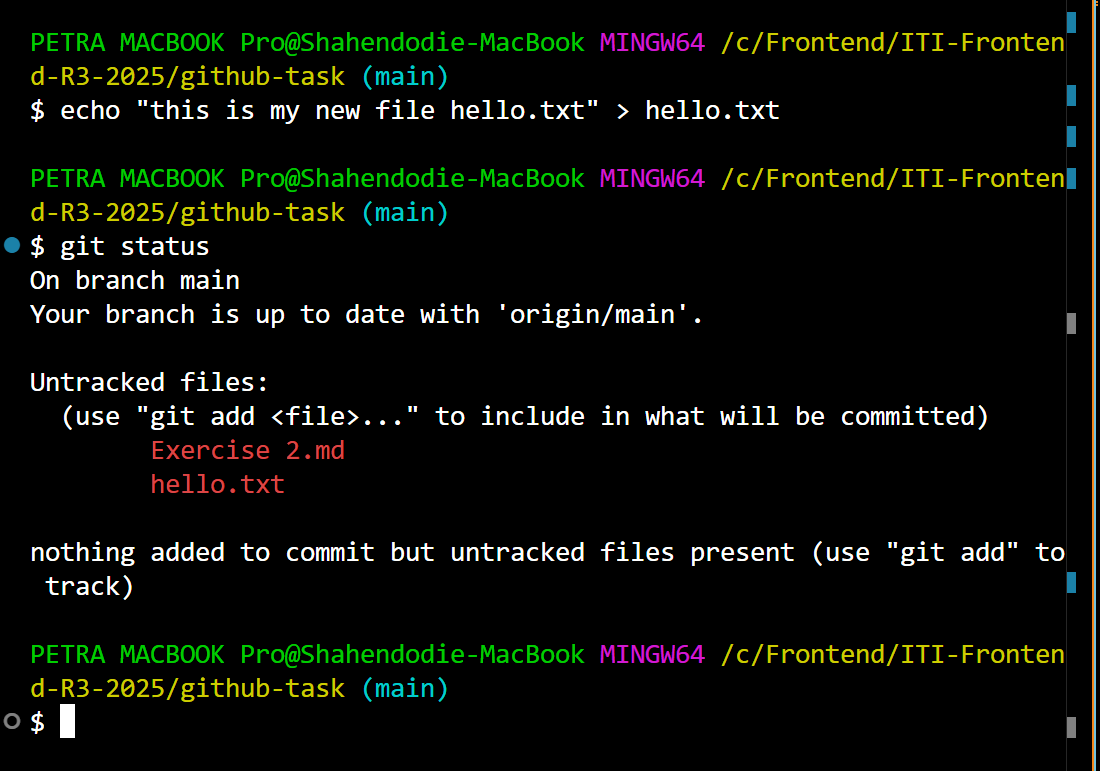 PETRA MACBOOK Pro@Shahendodie-MacBook MINGW64 /c/Frontend/ITI-Fronten
d-R3-2025/github-task (main)
$ echo "this is my new file hello.txt" > hello.txt
PETRA MACBOOK Pro@Shahendodie-MacBook MINGW64 /c/Frontend/ITI-Fronten
d-R3-2025/github-task (main)
$ git status
On branch main
Your branch is up to date with 'origin/main'.
Untracked files:
  (use "git add <file>..." to include in what will be committed)
        Exercise 2.md
        hello.txt
nothing added to commit but untracked files present (use "git add" to
 track)
PETRA MACBOOK Pro@Shahendodie-MacBook MINGW64 /c/Frontend/ITI-Fronten
d-R3-2025/github-task (main)
$